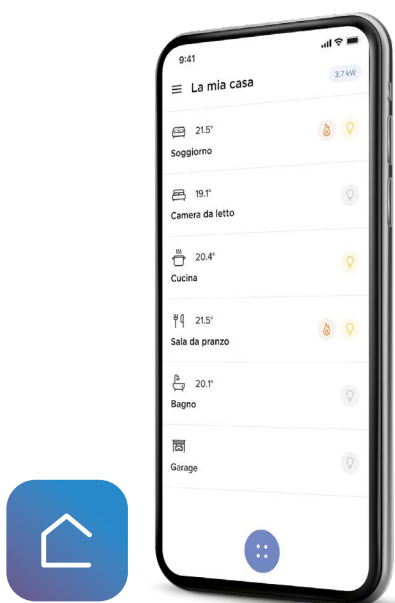 9:41
La mia casa
3.7 kW
21.5°
Soggiorno
19.1°
Camera da letto
20.4°
Cucina
21.5°
Sala da pranzo
20.1°
Bagno
Garage